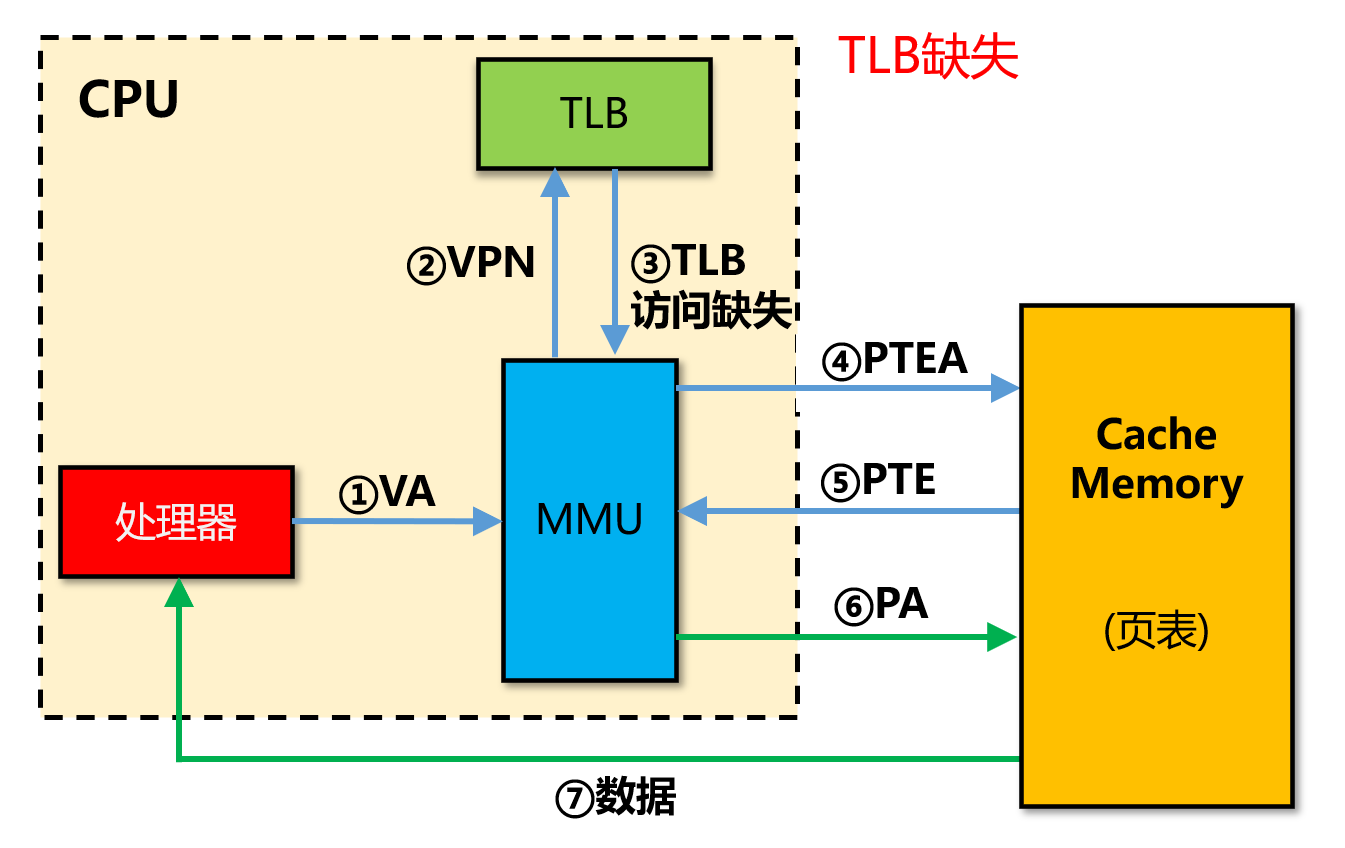 TLB缺失
CPU
TLB
②VPN
③TLB
访问缺失
④PTEA
Cache
Memory
⑤PTE
①VA
处理器
MMU
⑥PA
(页表)
⑦数据